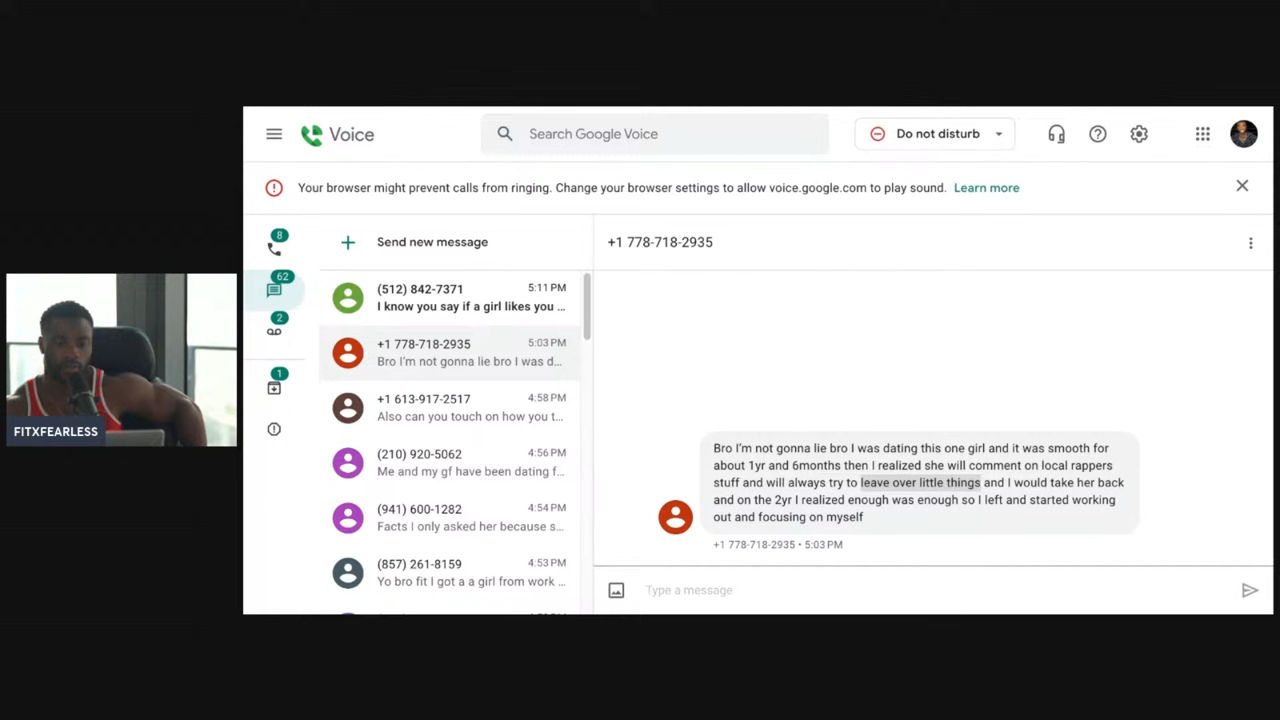 Voice
Search Google Voice
Do not disturb
Your browser might prevent calls from ringing. Change your browser settings to allow voice.google.com to play sound. Learn more
8
62
2
1
Send new message
(512) 842-7371 5:11 PM
I know you say if a girl likes you ...
+1 778-718-2935 5:03 PM
Bro I'm not gonna lie bro I was d...
+1 613-917-2517 4:58 PM
Also can you touch on how you t...
(210) 920-5062 4:56 PM
Me and my gf have been dating f...
(941) 600-1282 4:54 PM
Facts I only asked her because s...
(857) 261-8159 4:53 PM
Yo bro fit I got a a girl from work ...
+1 778-718-2935
Bro I'm not gonna lie bro I was dating this one girl and it was smooth for
about 1yr and 6months then I realized she will comment on local rappers
stuff and will always try to leave over little things and I would take her back
and on the 2yr I realized enough was enough so I left and started working
out and focusing on myself
+1 778-718-2935 • 5:03 PM
Type a message
FITXFEARLESS